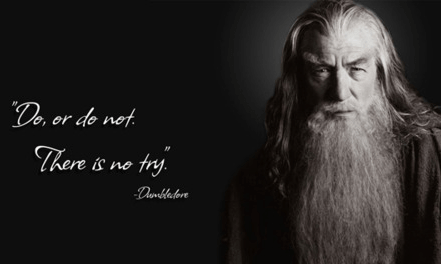 "Do, or do not.
There is no try."
-Dumbledore